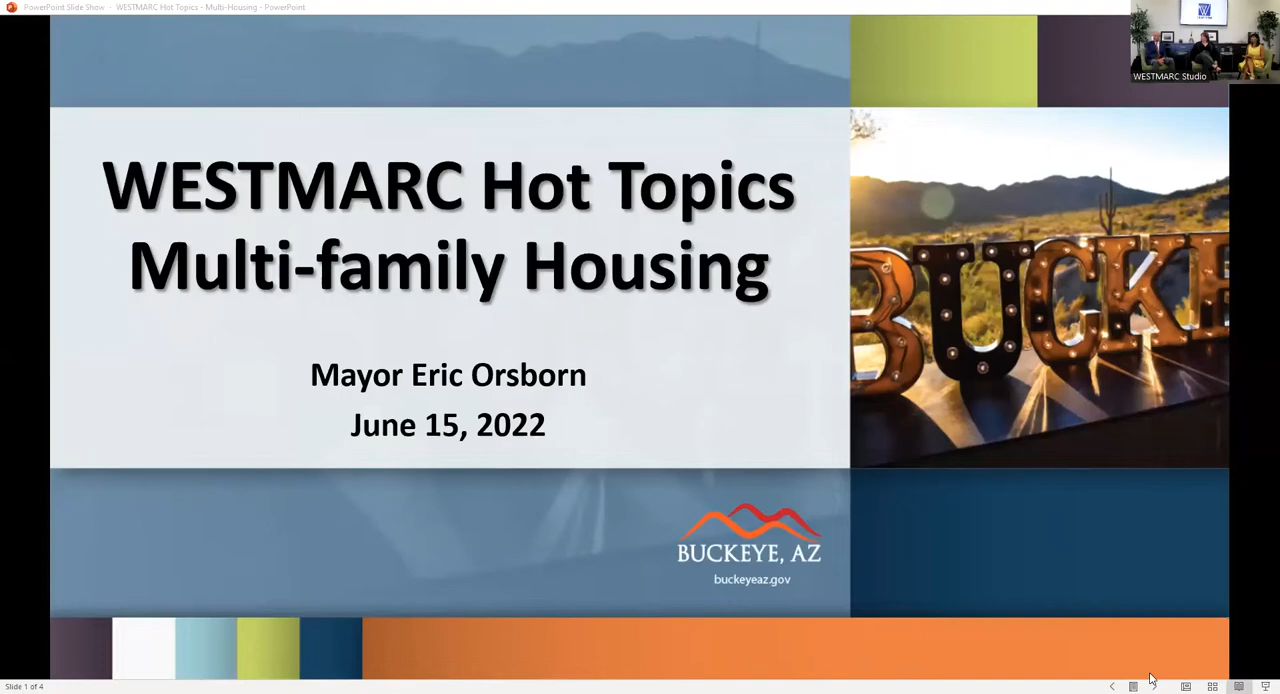 PowerPoint Slide Show - WESTMARC Hot Topics - Multi-Housing - PowerPoint
WESTMARC Studio
WESTMARC Hot Topics
Multi-family Housing
Mayor Eric Orsborn
June 15, 2022
BUCKE
BUCKEYE, AZ
buckeyeaz.gov
Slide 1 of 4